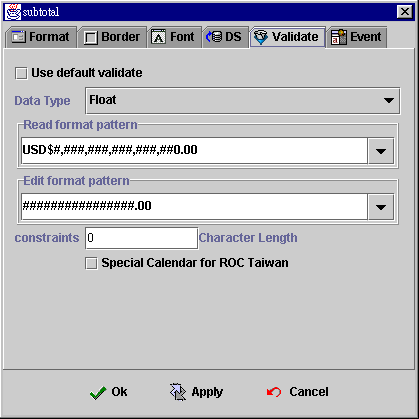 subtotal
Format Border Font DS Validate Event
Use default validate
Data Type Float
Read format pattern
USD$#,###,###,###,###,##0.00
Edit format pattern
################.00
constraints 0 Character Length
Special Calendar for ROC Taiwan
Ok Apply Cancel